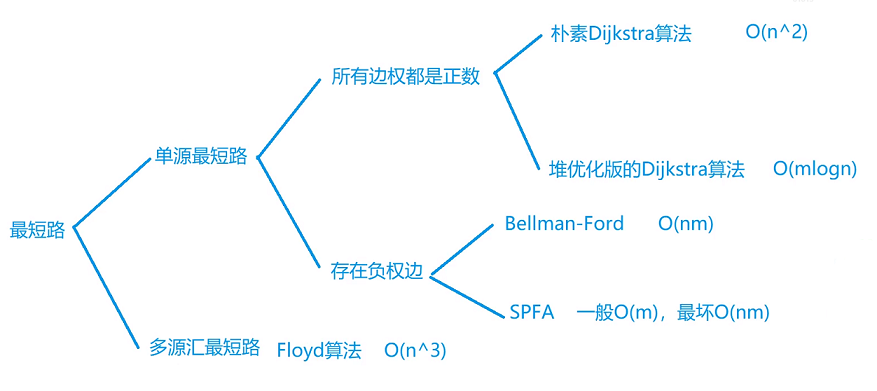 朴素Dijkstra算法 O(n^2)
所有边权都是正数
单源最短路
堆优化版的Dijkstra算法 O(mlogn)
最短路
Bellman-Ford O(nm)
存在负权边
SPFA 一般O(m)，最坏O(nm)
多源汇最短路 Floyd算法 O(n^3)